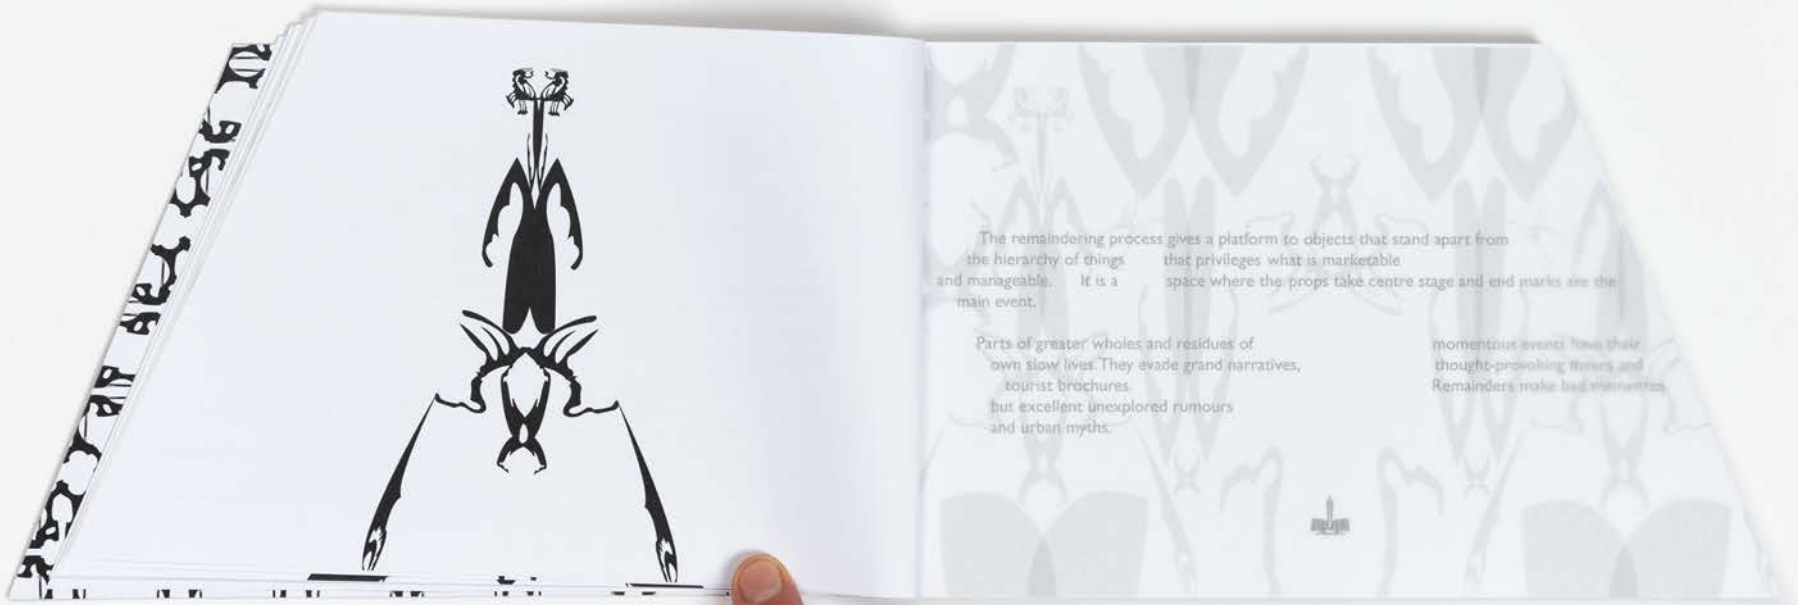 The remaindering process gives a platform to objects that stand apart from
the hierarchy of things that privileges what is marketable
and manageable. It is a space where the props take centre stage and end marks are the
main event.
Parts of greater wholes and residues of momentous events have their
own slow lives. They evade grand narratives, thought-provoking mixers and
tourist brochures. Remainders make bad mementos
but excellent unexplored rumours
and urban myths.